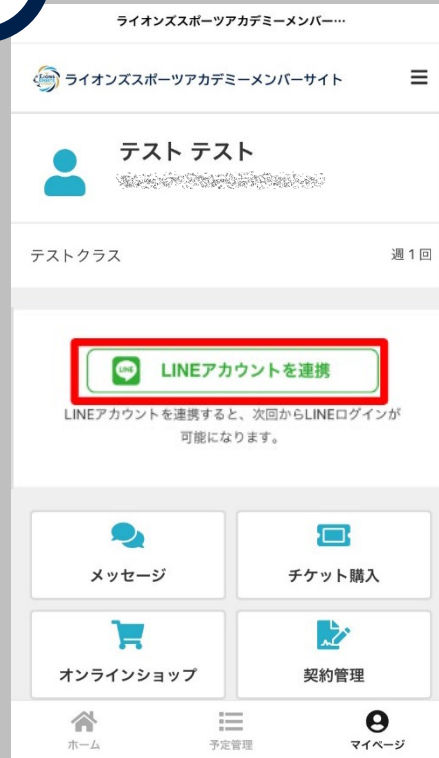 ライオンズスポーツアカデミーメンバー…
ライオンズスポーツアカデミーメンバーサイト
テスト テスト
テストクラス
週1回
LINE
LINEアカウントを連携
LINEアカウントを連携すると、次回からLINEログインが
可能になります。
メッセージ
チケット購入
オンラインショップ
契約管理
ホーム
予定管理
マイページ